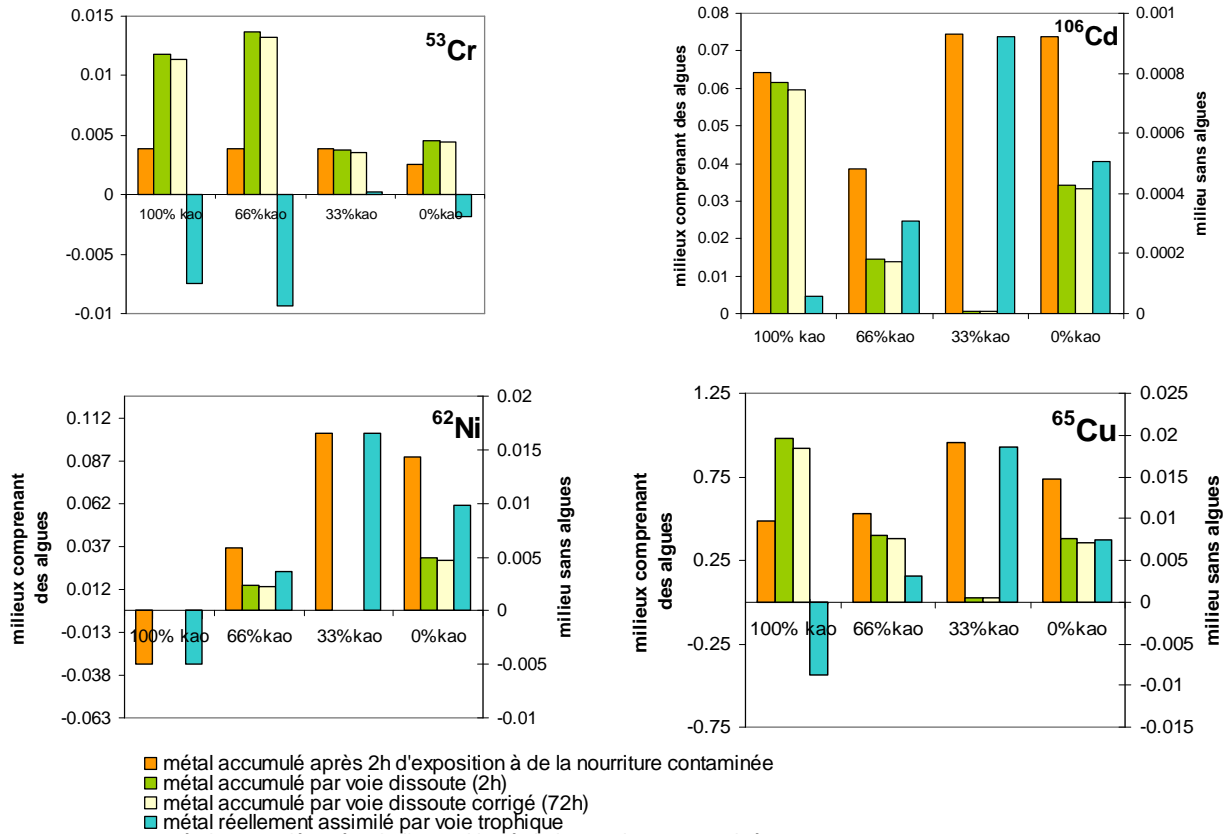 53Cr
0.015
0.01
0.005
0
-0.005
-0.01
100% kao 66%kao 33%kao 0%kao
106Cd
milieux comprenant des algues
0.08
0.07
0.06
0.05
0.04
0.03
0.02
0.01
0
0.001
0.0008
0.0006
0.0004
0.0002
0
milieu sans algues
100% kao 66%kao 33%kao 0%kao
62Ni
milieux comprenant
des algues
0.112
0.087
0.062
0.037
0.012
-0.013
-0.038
-0.063
0.02
0.015
0.01
0.005
0
-0.005
-0.01
milieu sans algues
100% kao 66%kao 33%kao 0%kao
65Cu
milieux comprenant
des algues
1.25
0.75
0.25
-0.25
-0.75
0.025
0.02
0.015
0.01
0.005
0
-0.005
-0.01
-0.015
milieu sans algues
100% kao 66%kao 33%kao 0%kao
métal accumulé après 2h d'exposition à de la nourriture contaminée
métal accumulé par voie dissoute (2h)
métal accumulé par voie dissoute corrigé (72h)
métal réellement assimilé par voie trophique